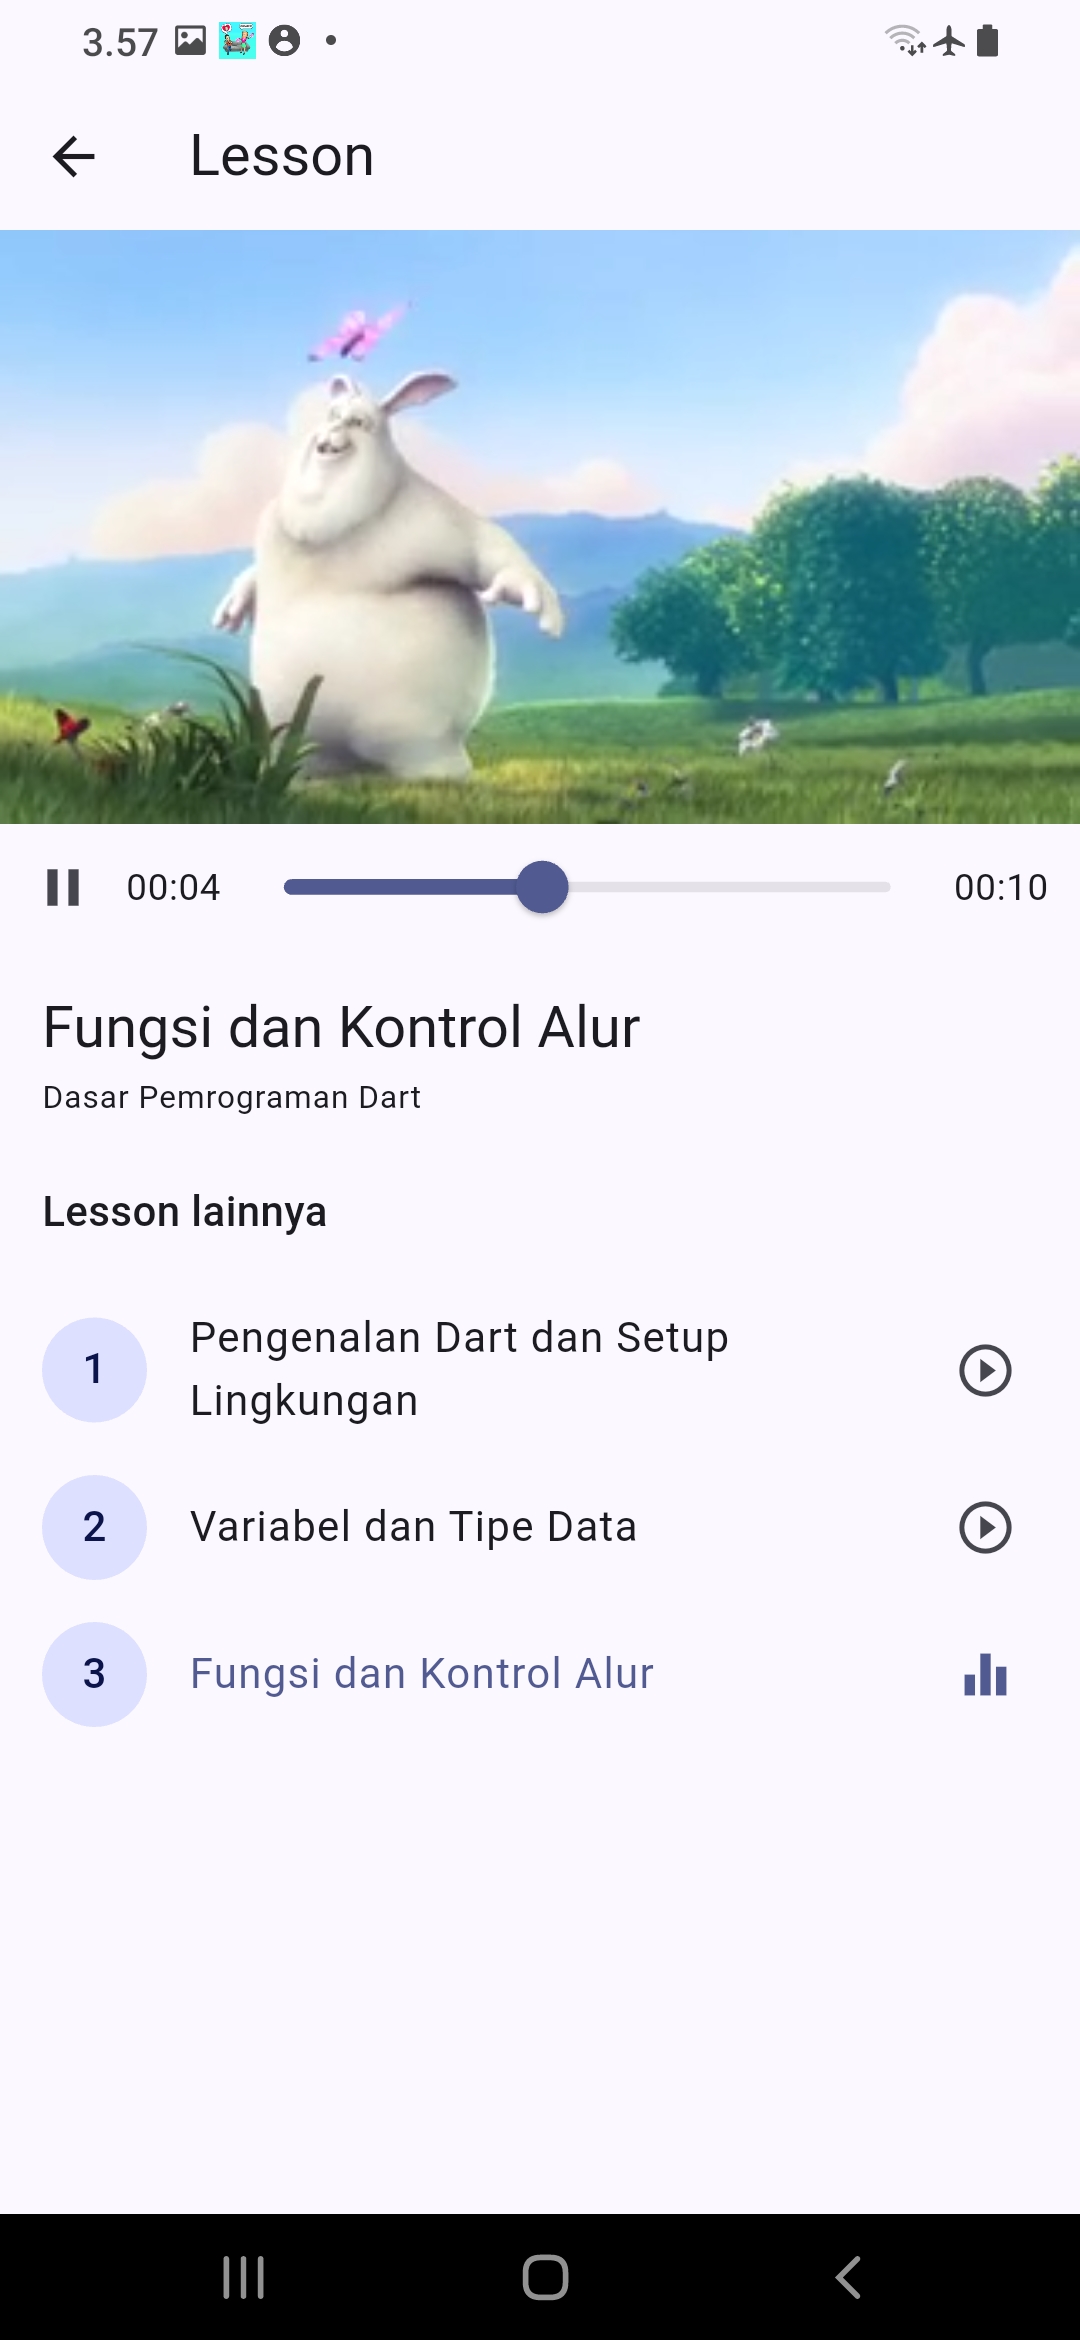 3.57
Lesson
00:04
00:10
Fungsi dan Kontrol Alur
Dasar Pemrograman Dart
Lesson lainnya
1
Pengenalan Dart dan Setup
Lingkungan
2
Variabel dan Tipe Data
3
Fungsi dan Kontrol Alur